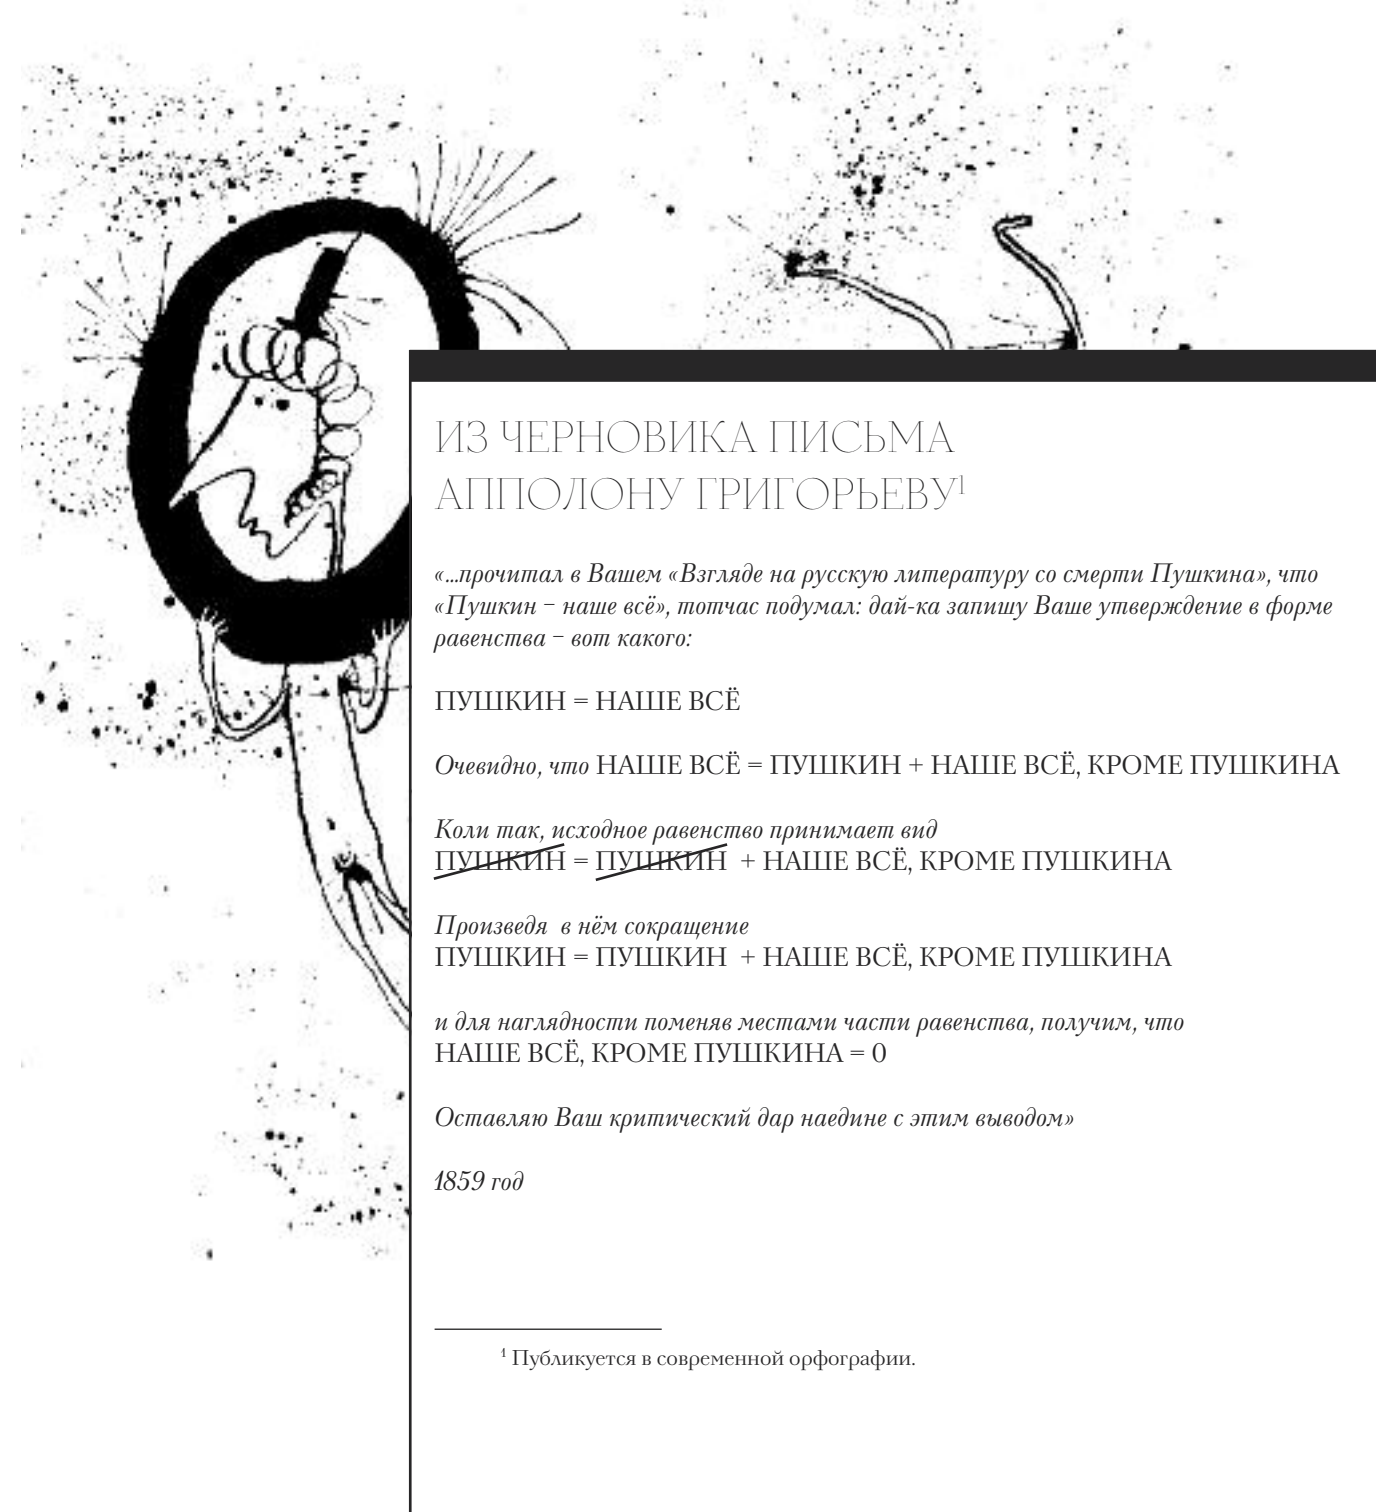 ИЗ ЧЕРНОВИКА ПИСЬМА
АППОЛОНУ ГРИГОРЬЕВУ¹
«...прочитал в Вашем «Взгляде на русскую литературу со смерти Пушкина», что
«Пушкин – наше всё», тотчас подумал: дай-ка запишу Ваше утверждение в форме
равенства – вот какого:
ПУШКИН = НАШЕ ВСЁ
Очевидно, что НАШЕ ВСЁ = ПУШКИН + НАШЕ ВСЁ, КРОМЕ ПУШКИНА
Коли так, исходное равенство принимает вид
ПУШКИН = ПУШКИН + НАШЕ ВСЁ, КРОМЕ ПУШКИНА
Произведя в нём сокращение
ПУШКИН = ПУШКИН + НАШЕ ВСЁ, КРОМЕ ПУШКИНА
и для наглядности поменяв местами части равенства, получим, что
НАШЕ ВСЁ, КРОМЕ ПУШКИНА = 0
Оставляю Ваш критический дар наедине с этим выводом»
1859 год
¹ Публикуется в современной орфографии.